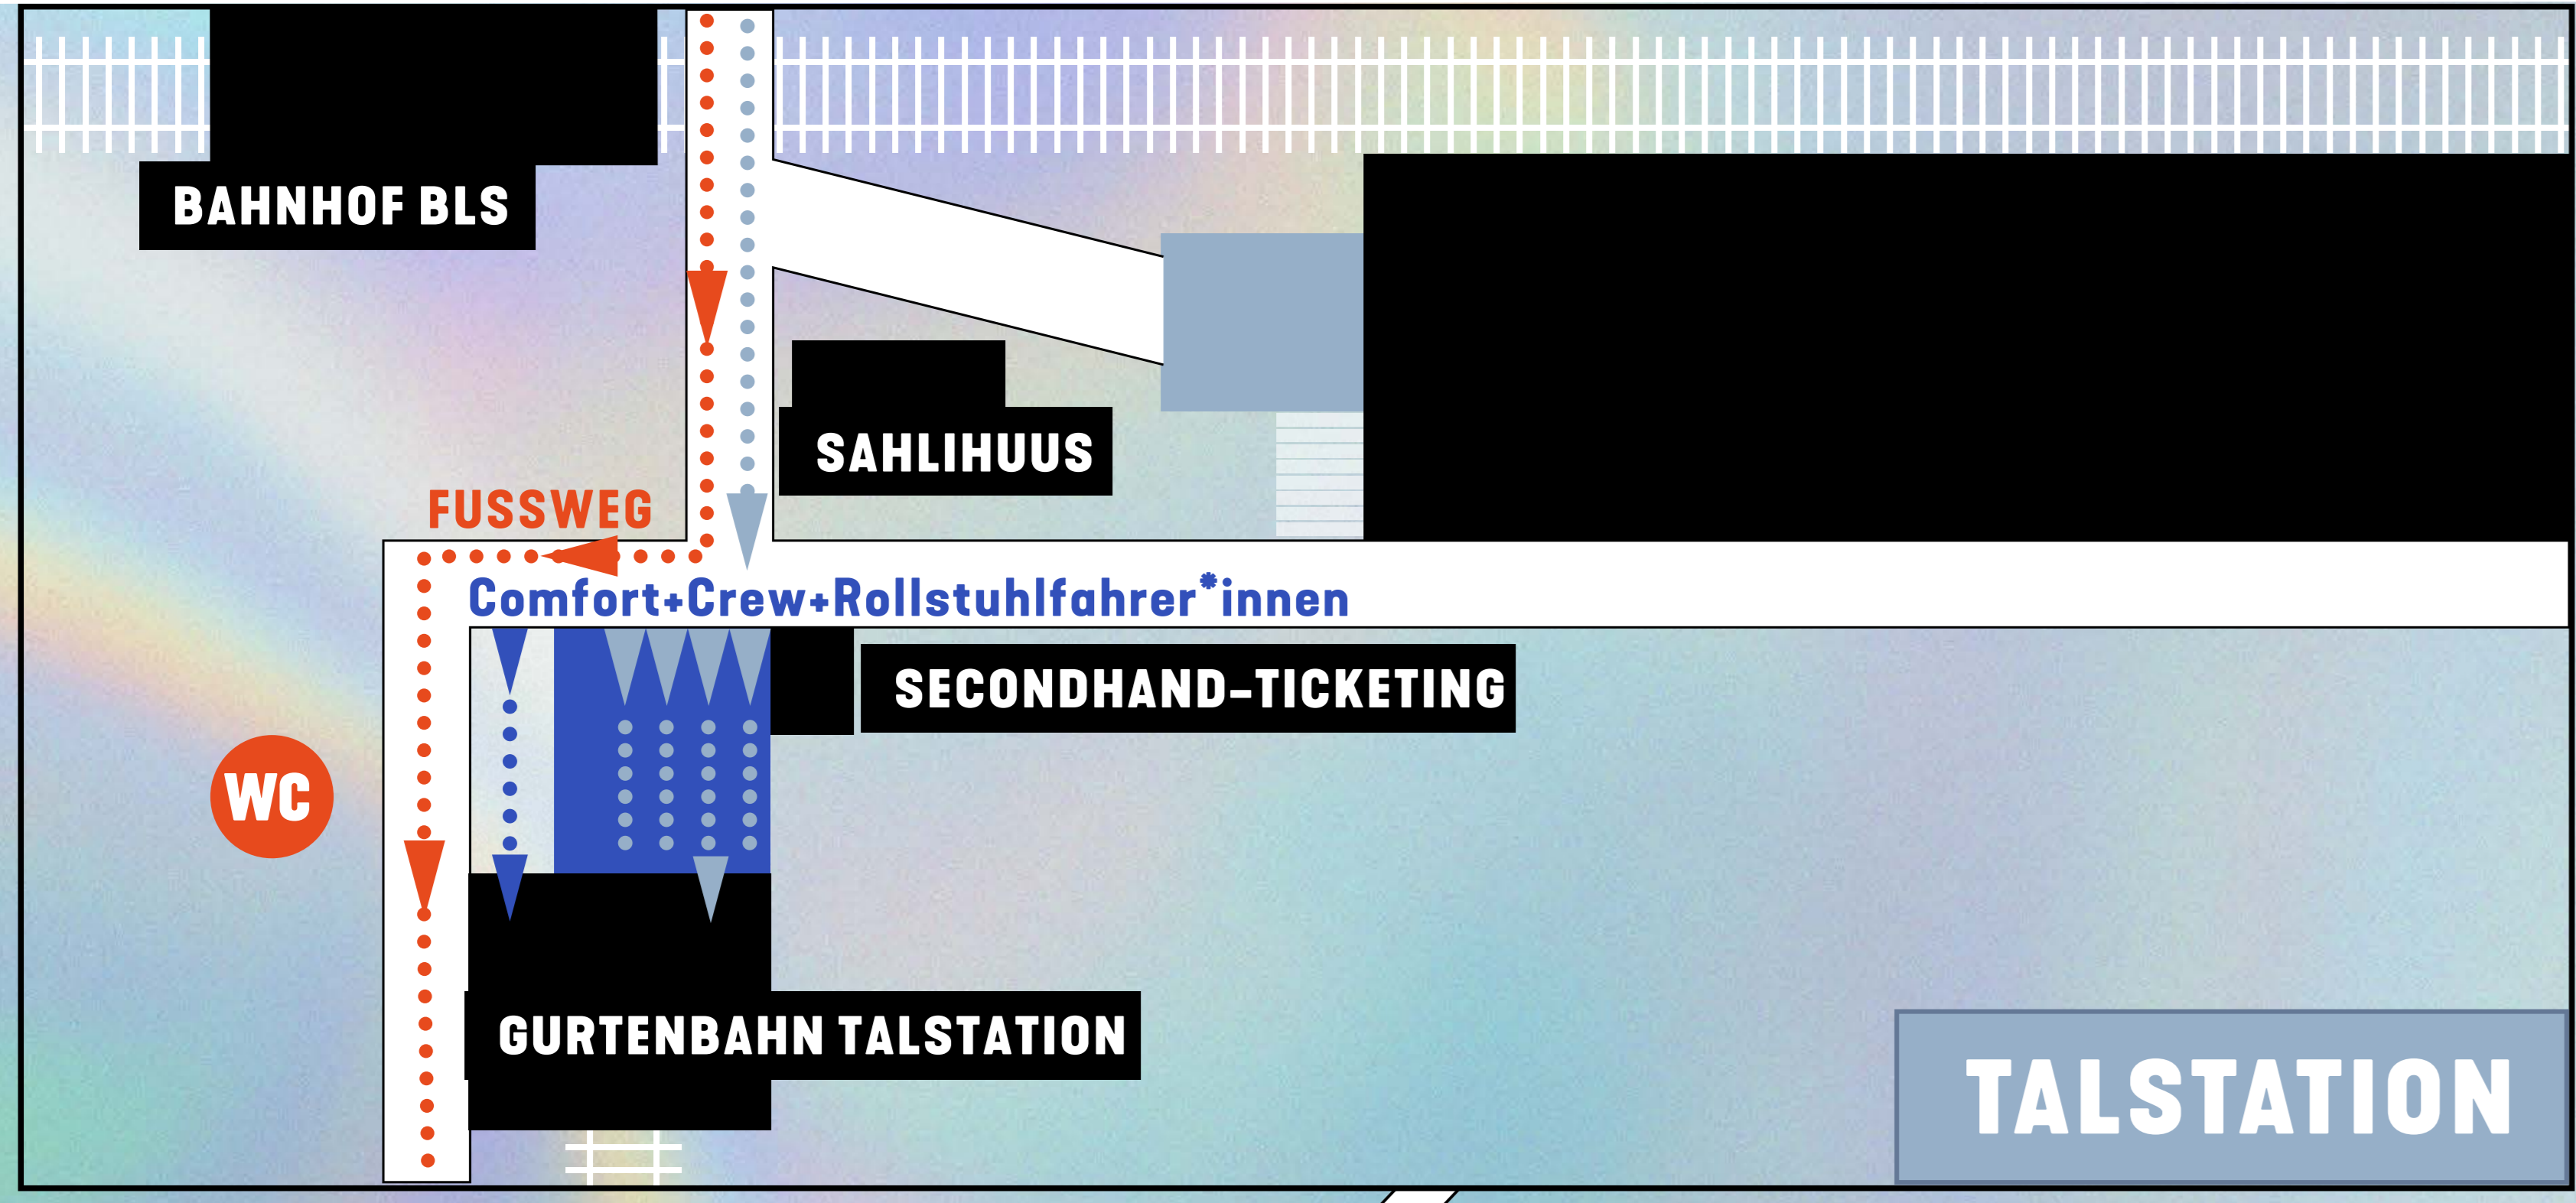 BAHNHOF BLS
SAHLIHUUS
FUSSWEG
Comfort+Crew+Rollstuhlfahrer*innen
SECONDHAND-TICKETING
WC
GURTENBAHN TALSTATION
TALSTATION